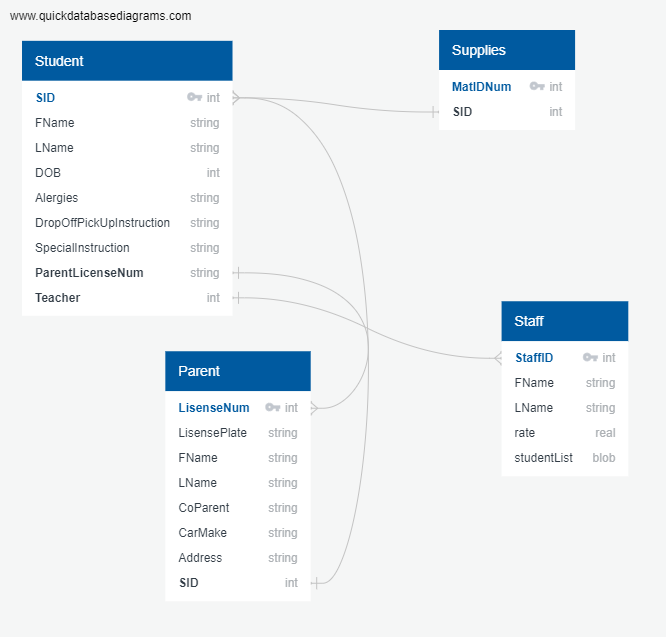 www.quickdatabasediagrams.com
Student
SID int
FName string
LName string
DOB int
Alergies string
DropOffPickUpInstruction string
SpecialInstruction string
ParentLicenseNum string
Teacher int
Supplies
MatIDNum int
SID int
Staff
StaffID int
FName string
LName string
rate real
studentList blob
Parent
LisenseNum int
LisensePlate string
FName string
LName string
CoParent string
CarMake string
Address string
SID int